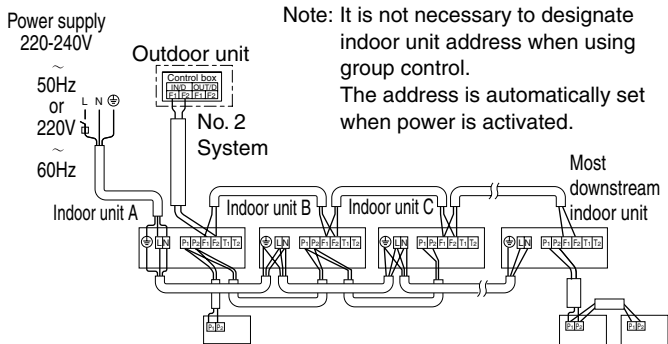 Power supply
220-240V
~
50Hz
or
220V
~
60Hz
L N
Outdoor unit
Control box
IN/D OUT/D
F1 F2 F1 F2
No. 2
System
Note: It is not necessary to designate
indoor unit address when using
group control.
The address is automatically set
when power is activated.
Most
downstream
indoor unit
Indoor unit A
Indoor unit B
Indoor unit C
L N P1 P2 F1 F2 T1 T2
L N P1 P2 F1 F2 T1 T2
L N P1 P2 F1 F2 T1 T2
L N P1 P2 F1 F2 T1 T2
P1 P2
P1 P2
P1 P2